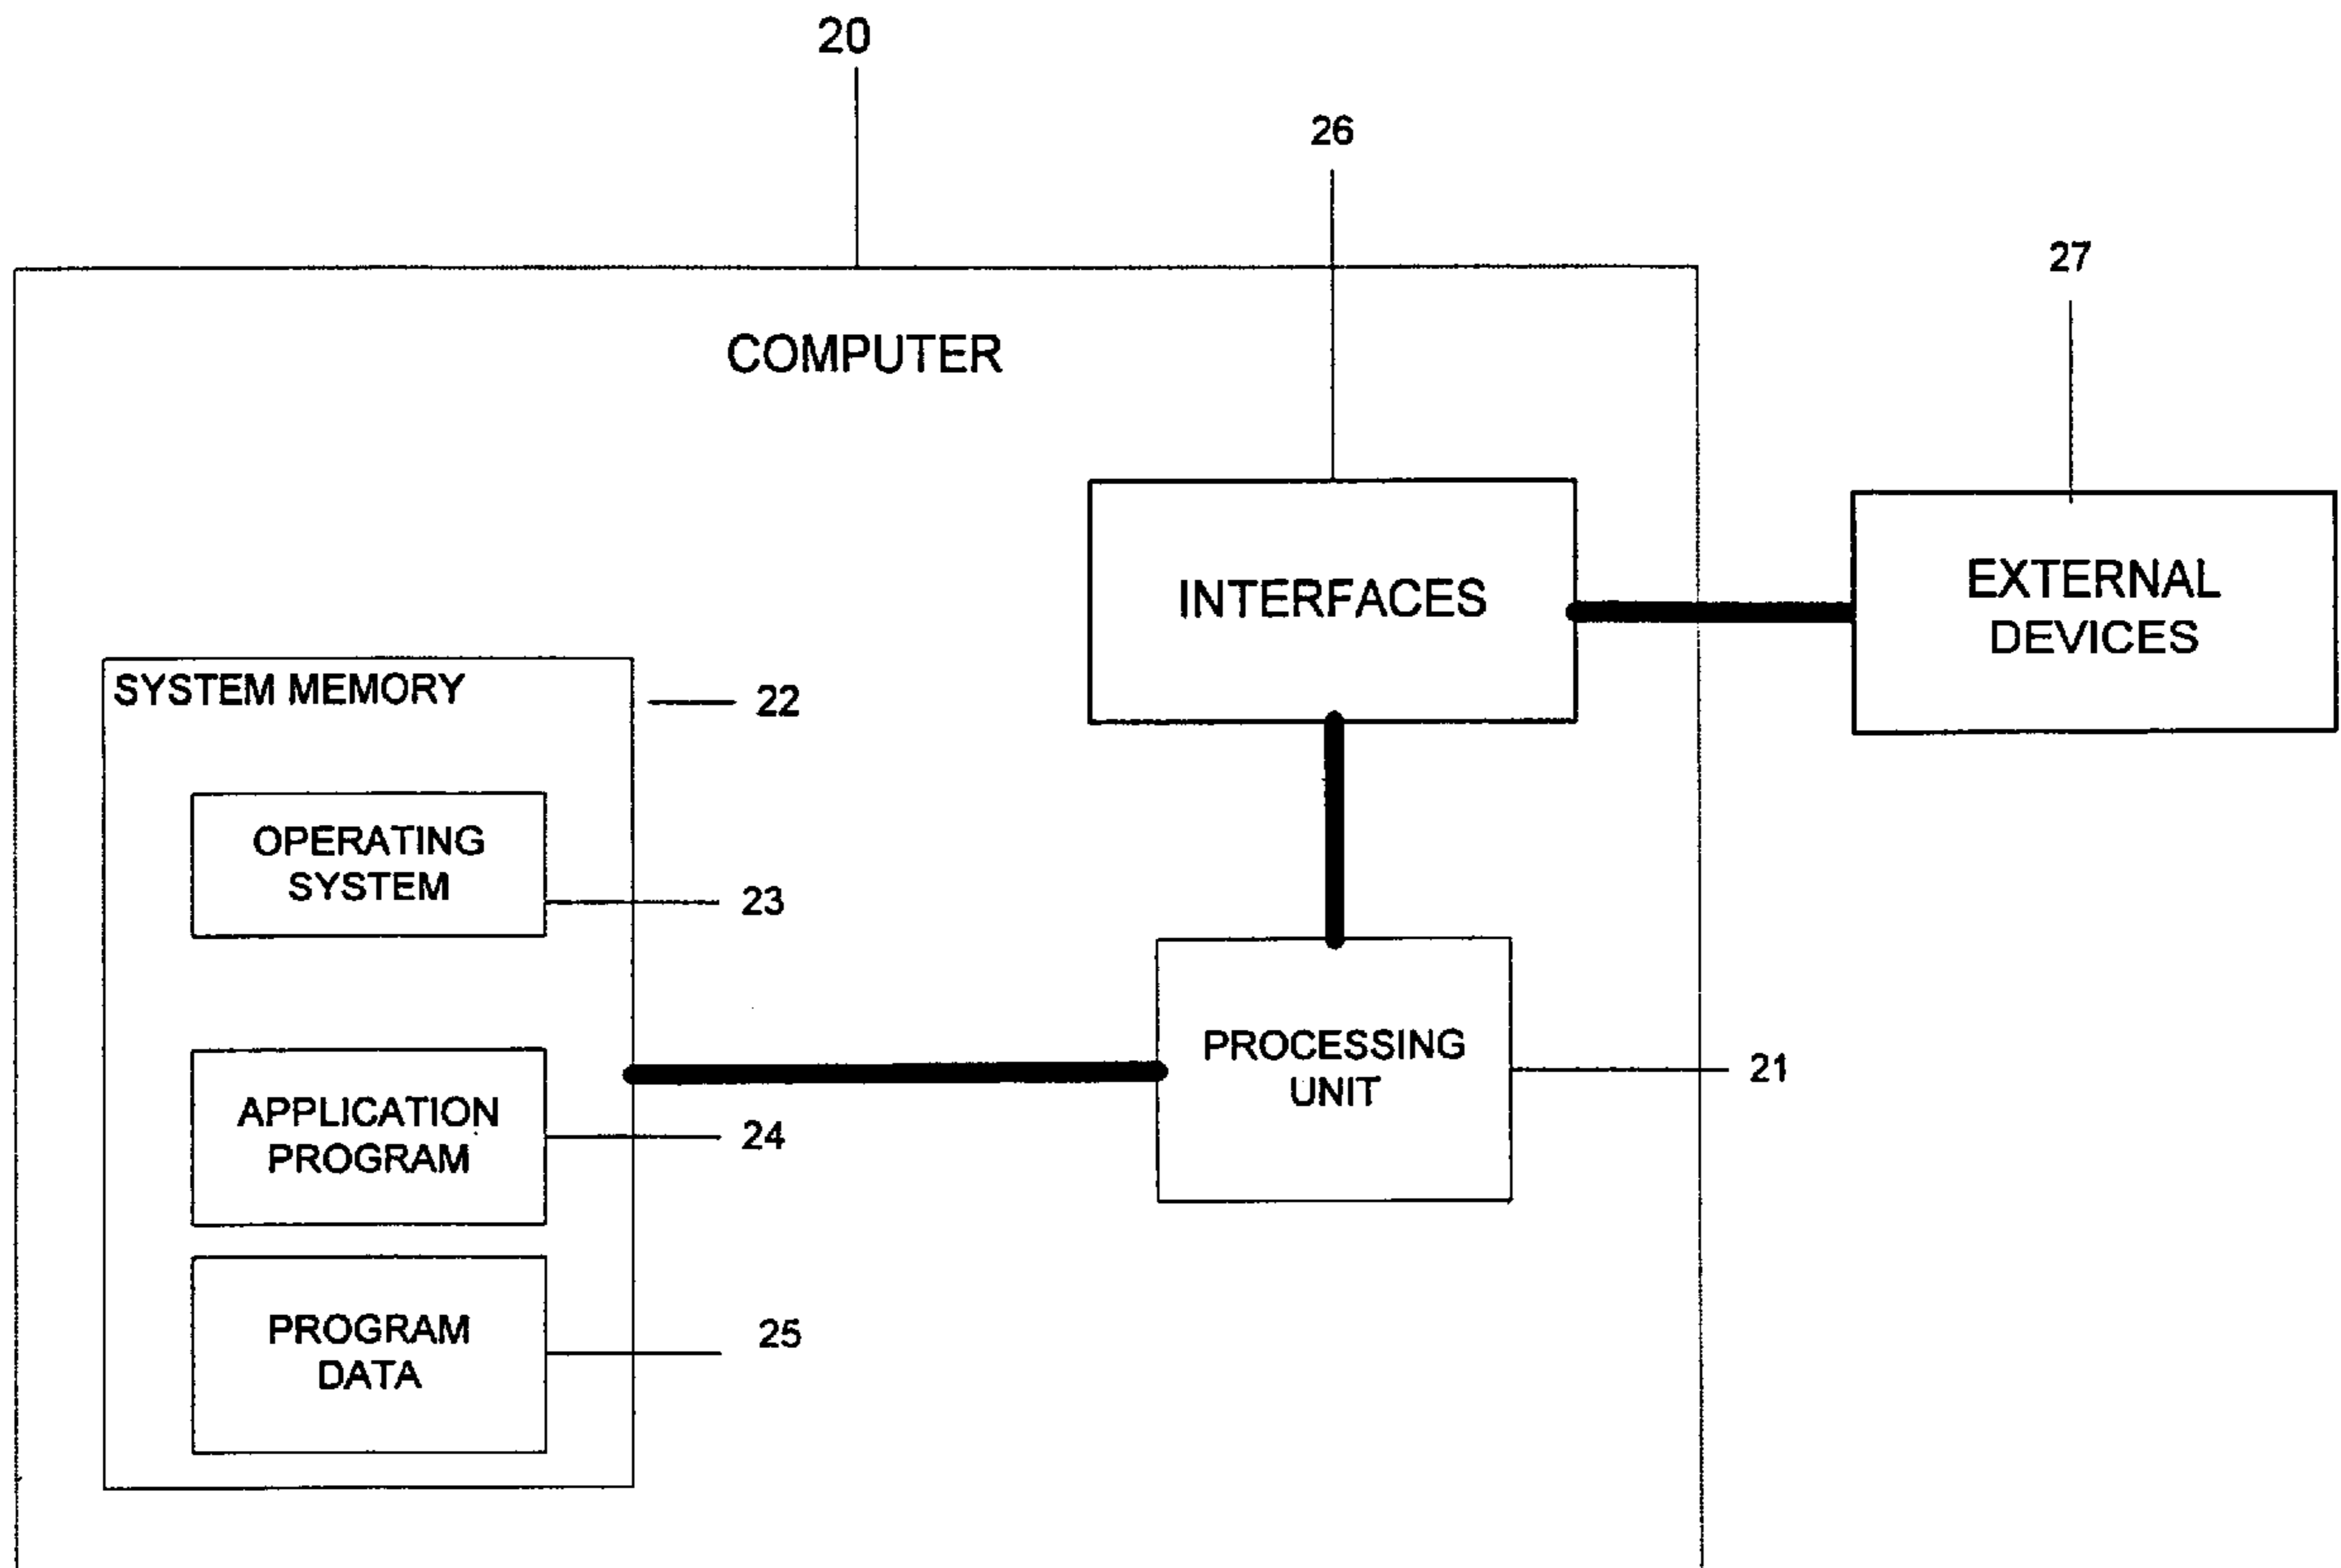 20
26
27
COMPUTER
INTERFACES
EXTERNAL
DEVICES
SYSTEM MEMORY
22
OPERATING
SYSTEM
23
PROCESSING
UNIT
21
APPLICATION
PROGRAM
24
PROGRAM
DATA
25